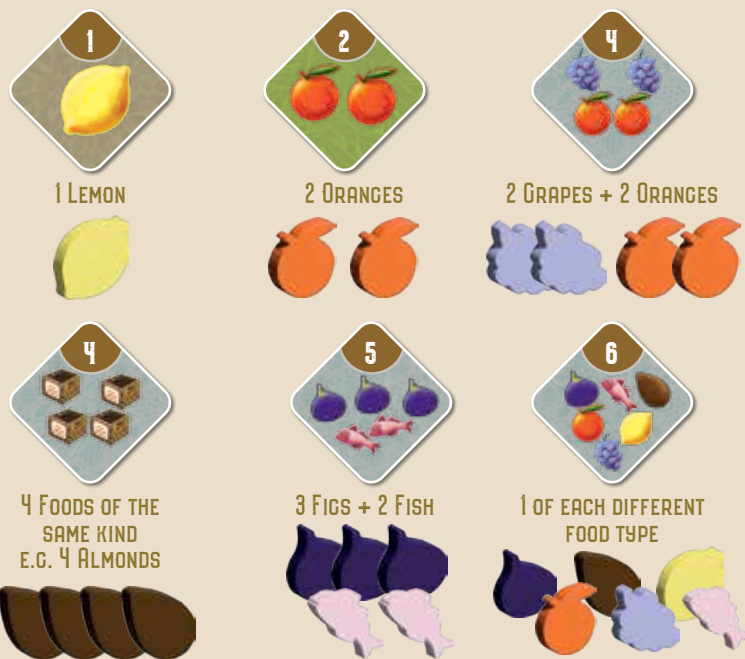 1
1 Lemon
2
2 Oranges
4
2 Grapes + 2 Oranges
4
4 Foods of the
same kind
e.g. 4 Almonds
5
3 Figs + 2 Fish
6
1 of each different
food type